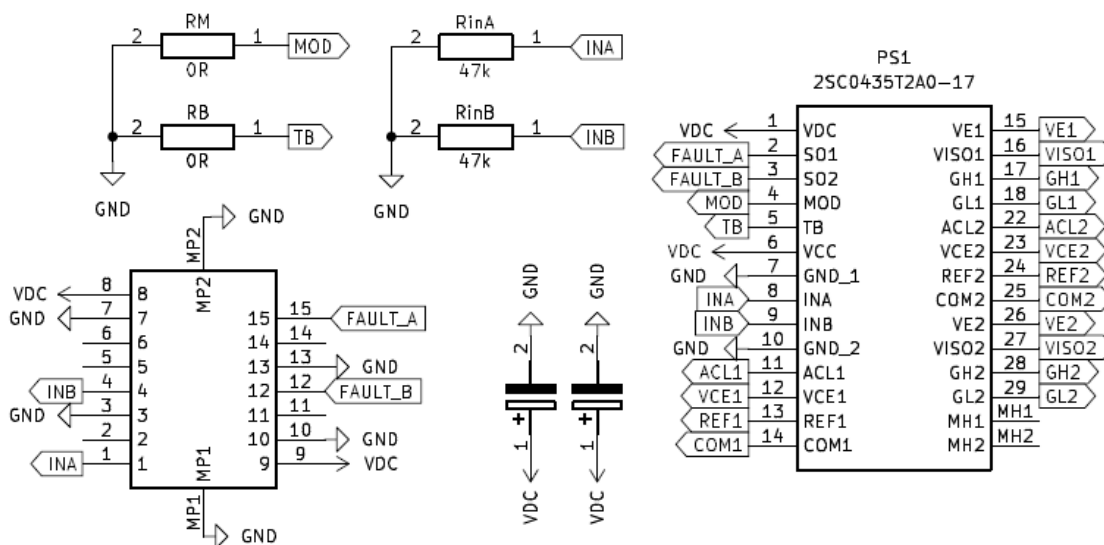 RM
2 1 MOD
0R
RB
2 1 TB
0R
GND
RinA
2 1 INA
47k
RinB
2 1 INB
47k
GND
MP2 GND
MP2
VDC 8 8
GND 7 7
6 6
5 5
INB 4 4
GND 3 3
2 2
INA 1 1
15 15 FAULT_A
14 14
13 13 GND
12 12 FAULT_B
11 11
10 10 GND
9 9 VDC
MP1
MP1 GND
GND GND
2 2
+ +
1 1
VDC VDC
PS1
2SC0435T2A0-17
VDC 1 VDC VE1 15 VE1
FAULT_A 2 SO1 VISO1 16 VISO1
FAULT_B 3 SO2 GH1 17 GH1
MOD 4 MOD GL1 18 GL1
TB 5 TB ACL2 22 ACL2
VDC 6 VCC VCE2 23 VCE2
GND 7 GND_1 REF2 24 REF2
INA 8 INA COM2 25 COM2
INB 9 INB VE2 26 VE2
GND 10 GND_2 VISO2 27 VISO2
ACL1 11 ACL1 GH2 28 GH2
VCE1 12 VCE1 GL2 29 GL2
REF1 13 REF1 MH1 MH1
COM1 14 COM1 MH2 MH2